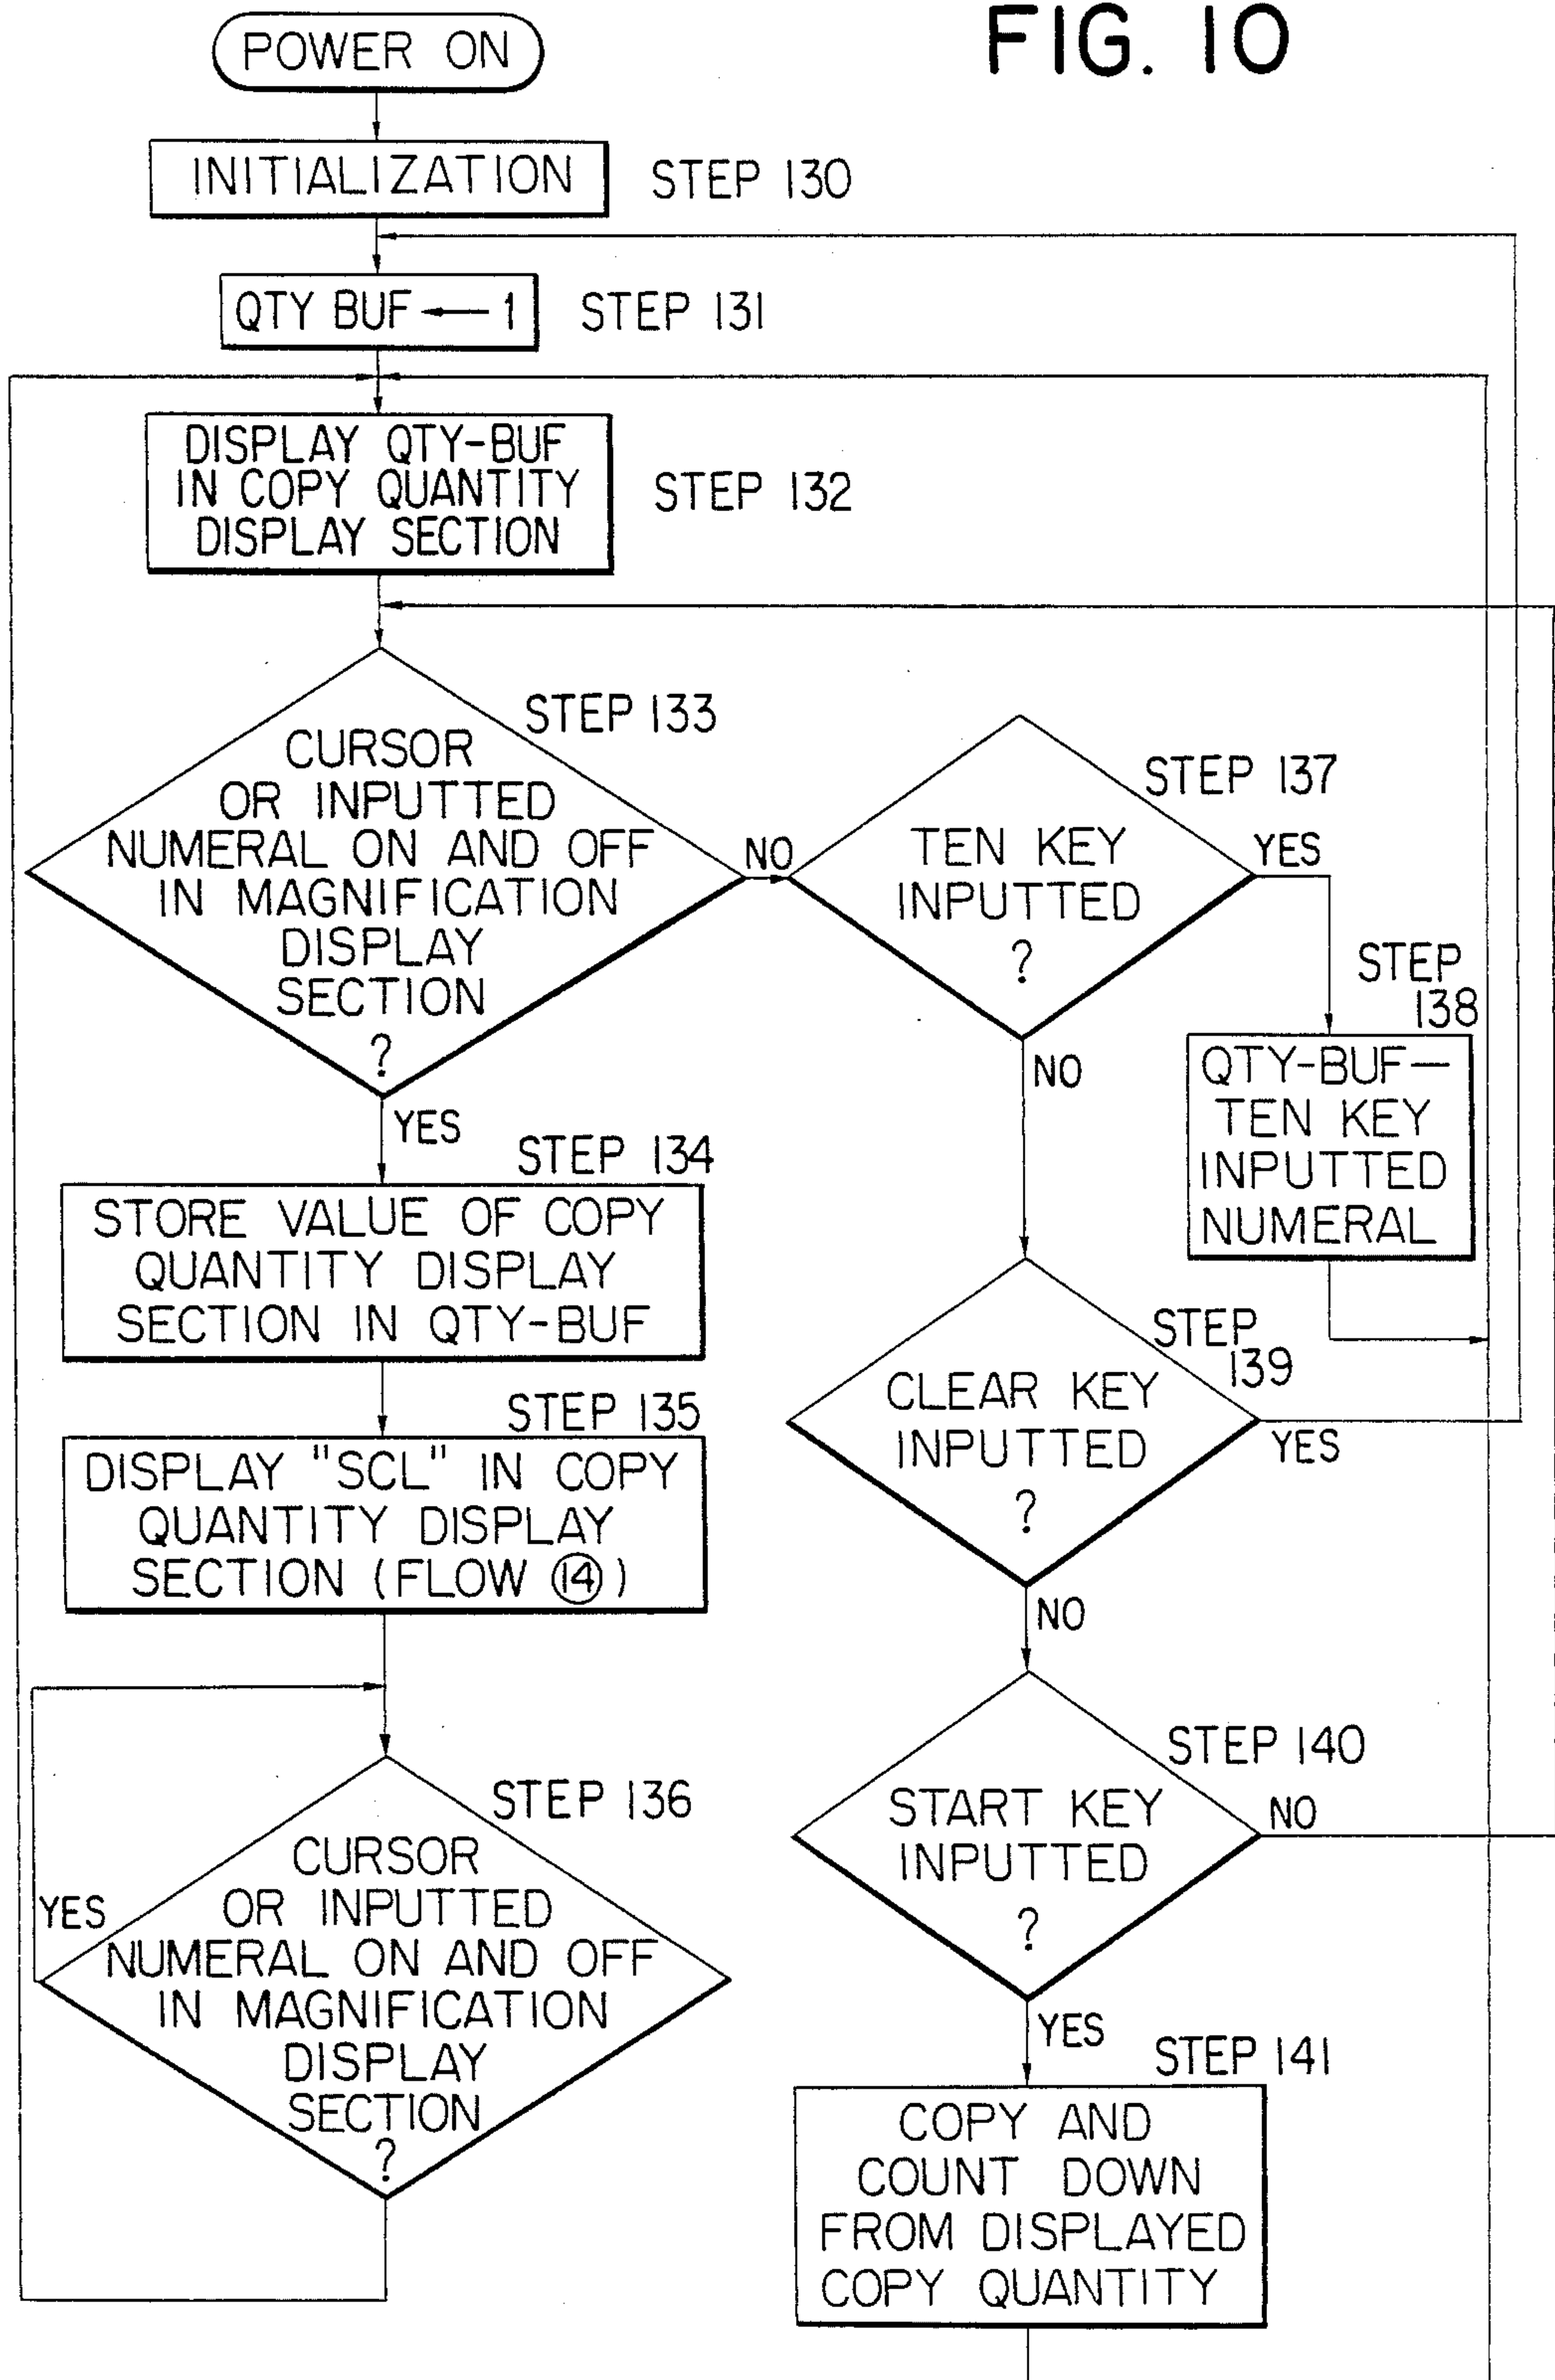 FIG. 10
POWER ON
INITIALIZATION
STEP 130
QTY BUF ← 1
STEP 131
DISPLAY QTY-BUF
IN COPY QUANTITY
DISPLAY SECTION
STEP 132
STEP 133
CURSOR
OR INPUTTED
NUMERAL ON AND OFF
IN MAGNIFICATION
DISPLAY
SECTION
?
NO
YES
STEP 134
STORE VALUE OF COPY
QUANTITY DISPLAY
SECTION IN QTY-BUF
STEP 135
DISPLAY "SCL" IN COPY
QUANTITY DISPLAY
SECTION (FLOW ⑭)
STEP 136
CURSOR
OR INPUTTED
NUMERAL ON AND OFF
IN MAGNIFICATION
DISPLAY
SECTION
?
YES
STEP 137
TEN KEY
INPUTTED
?
YES
NO
STEP
138
QTY-BUF—
TEN KEY
INPUTTED
NUMERAL
STEP
139
CLEAR KEY
INPUTTED
?
YES
NO
STEP 140
START KEY
INPUTTED
?
NO
YES
STEP 141
COPY AND
COUNT DOWN
FROM DISPLAYED
COPY QUANTITY